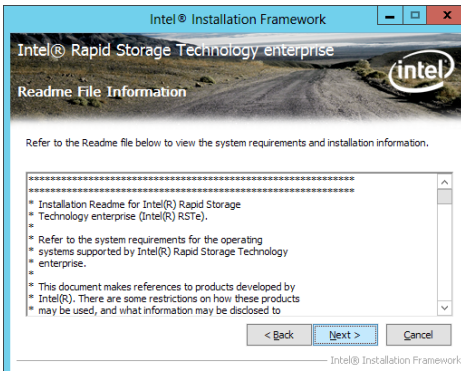 Intel® Installation Framework
Intel® Rapid Storage Technology enterprise
intel
Readme File Information
Refer to the Readme file below to view the system requirements and installation information.
************************************************************
************************************************************
* Installation Readme for Intel(R) Rapid Storage
* Technology enterprise (Intel(R) RSTe).
*
* Refer to the system requirements for the operating
* systems supported by Intel(R) Rapid Storage Technology
* enterprise.
*
* This document makes references to products developed by
* Intel(R). There are some restrictions on how these products
* may be used, and what information may be disclosed to
< Back Next > Cancel
Intel® Installation Framework